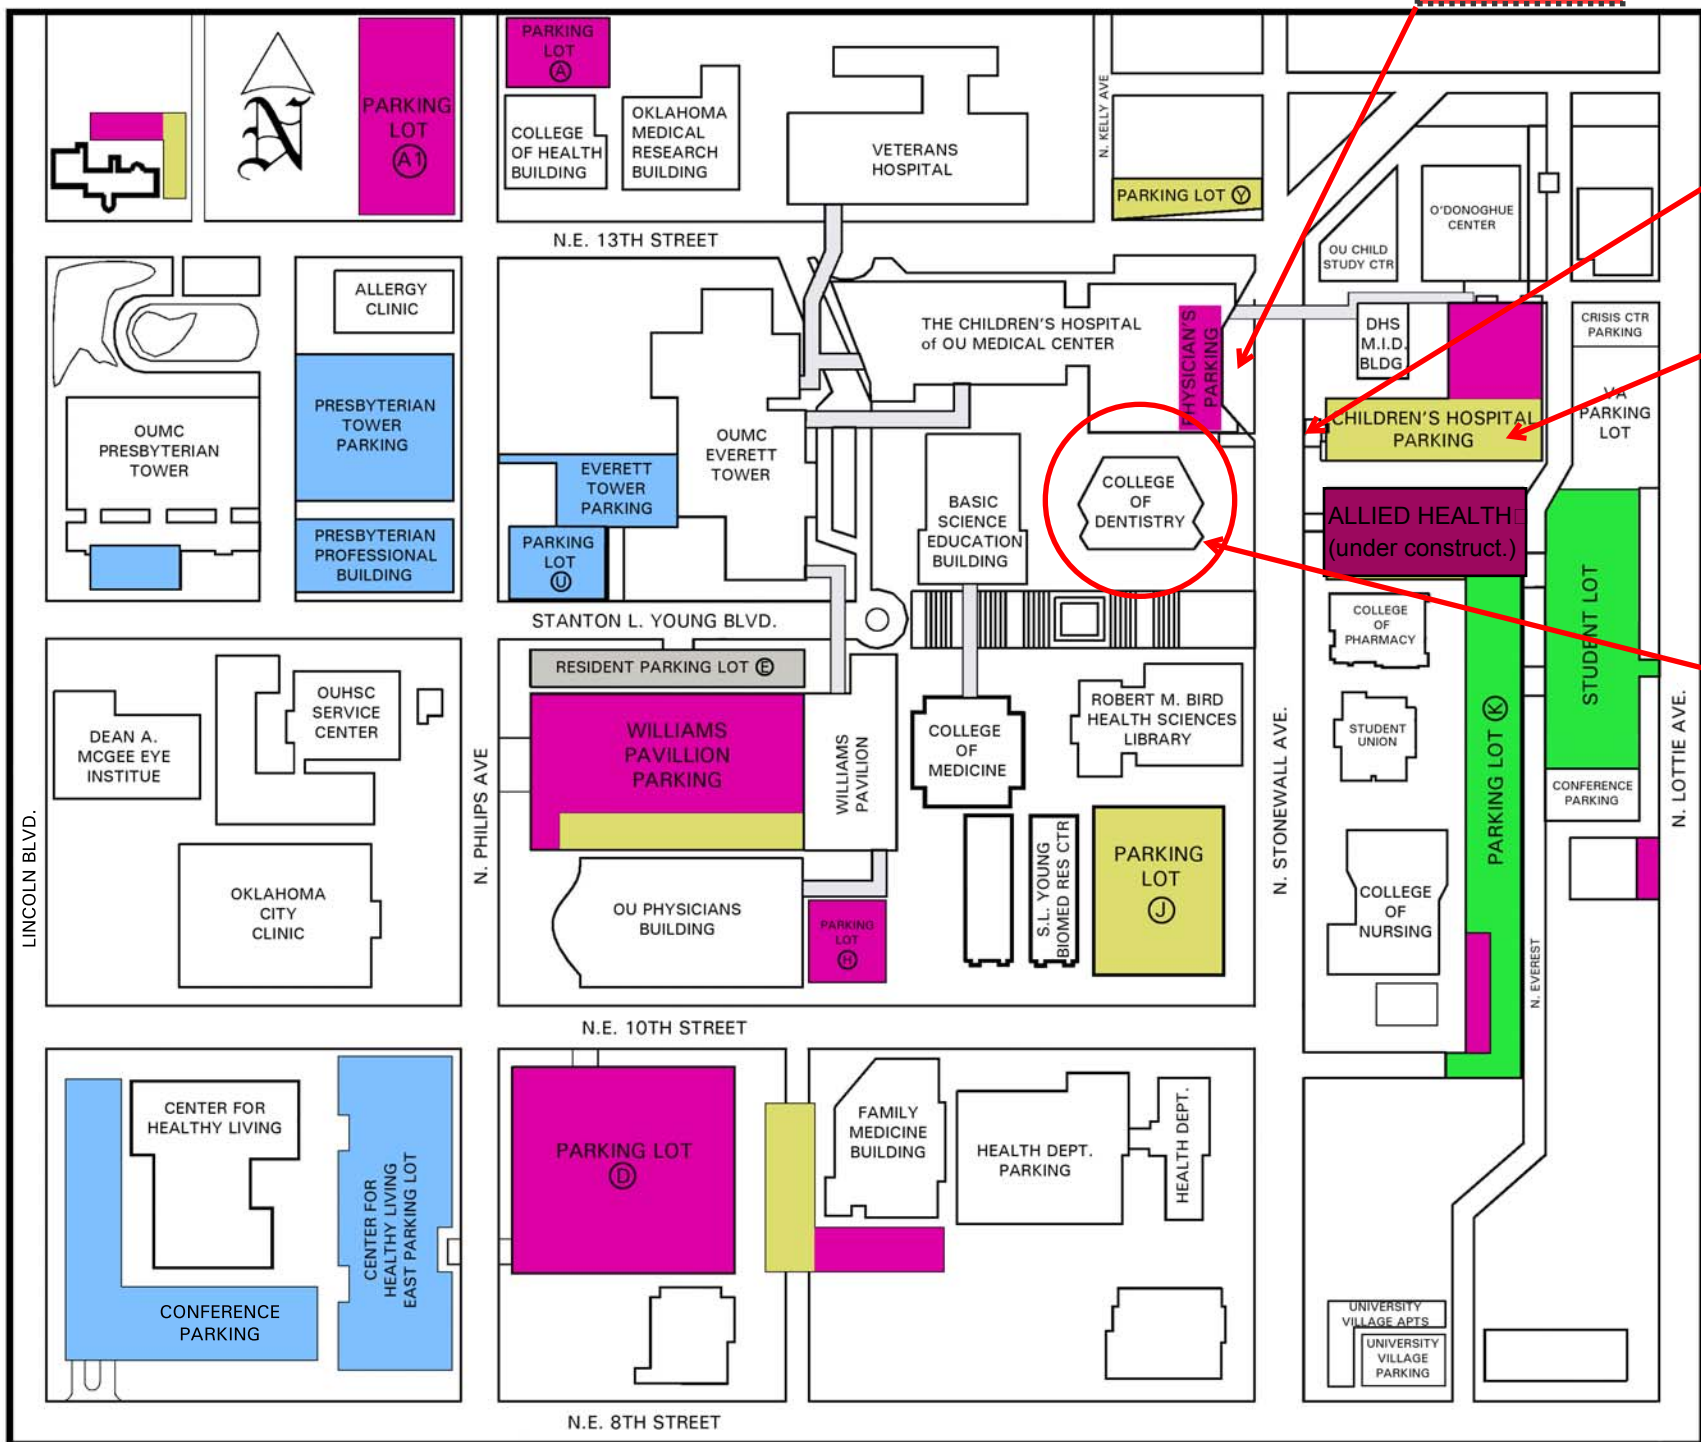 PARKING
LOT
A1
PARKING
LOT
A
COLLEGE
OF HEALTH
BUILDING
OKLAHOMA
MEDICAL
RESEARCH
BUILDING
VETERANS
HOSPITAL
N. KELLY AVE
PARKING LOT Y
O'DONOGHUE
CENTER
OU CHILD
STUDY CTR
N.E. 13TH STREET
ALLERGY
CLINIC
PRESBYTERIAN
TOWER
PARKING
OUMC
PRESBYTERIAN
TOWER
PRESBYTERIAN
PROFESSIONAL
BUILDING
EVERETT
TOWER
PARKING
PARKING
LOT
U
OUMC
EVERETT
TOWER
THE CHILDREN'S HOSPITAL
of OU MEDICAL CENTER
PHYSICIAN'S
PARKING
DHS
M.I.D.
BLDG
CRISIS CTR
PARKING
VA
PARKING
LOT
CHILDREN'S HOSPITAL
PARKING
BASIC
SCIENCE
EDUCATION
BUILDING
COLLEGE
OF
DENTISTRY
ALLIED HEALTH
(under construct.)
STANTON L. YOUNG BLVD.
COLLEGE
OF
PHARMACY
STUDENT LOT
RESIDENT PARKING LOT E
DEAN A.
MCGEE EYE
INSTITUE
OUHSC
SERVICE
CENTER
N. PHILIPS AVE
WILLIAMS
PAVILLION
PARKING
WILLIAMS
PAVILION
COLLEGE
OF
MEDICINE
ROBERT M. BIRD
HEALTH SCIENCES
LIBRARY
N. STONEWALL AVE.
STUDENT
UNION
PARKING LOT K
CONFERENCE
PARKING
N. LOTTIE AVE.
LINCOLN BLVD.
OKLAHOMA
CITY
CLINIC
OU PHYSICIANS
BUILDING
PARKING
LOT
H
S.L. YOUNG
BIOMED RES CTR
PARKING
LOT
J
COLLEGE
OF
NURSING
N. EVEREST
N.E. 10TH STREET
CENTER FOR
HEALTHY LIVING
CENTER FOR
HEALTHY LIVING
EAST PARKING LOT
CONFERENCE
PARKING
PARKING LOT
D
FAMILY
MEDICINE
BUILDING
HEALTH DEPT.
PARKING
HEALTH DEPT.
UNIVERSITY
VILLAGE APTS
UNIVERSITY
VILLAGE
PARKING
N.E. 8TH STREET